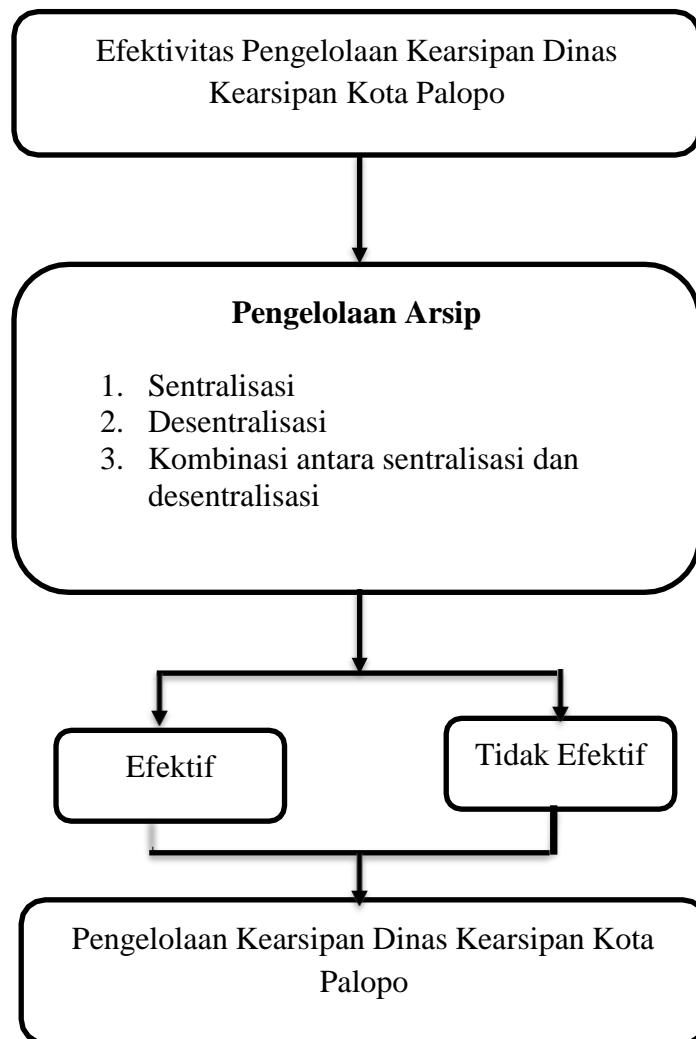 Efektivitas Pengelolaan Kearsipan Dinas
Kearsipan Kota Palopo
Pengelolaan Arsip
1. Sentralisasi
2. Desentralisasi
3. Kombinasi antara sentralisasi dan
desentralisasi
Efektif
Tidak Efektif
Pengelolaan Kearsipan Dinas Kearsipan Kota
Palopo